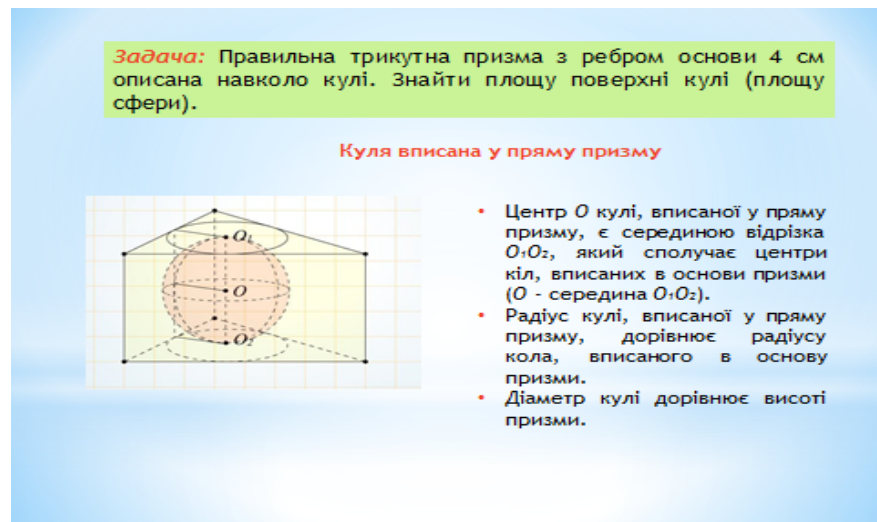 Задача: Правильна трикутна призма з ребром основи 4 см
описана навколо кулі. Знайти площу поверхні кулі (площу
сфери).
Куля вписана у пряму призму
• Центр O кулі, вписаної у пряму
призму, є серединою відрізка
O₁O₂, який сполучає центри
кіл, вписаних в основи призми
(O - середина O₁O₂).
• Радіус кулі, вписаної у пряму
призму, дорівнює радіусу
кола, вписаного в основу
призми.
• Діаметр кулі дорівнює висоті
призми.
O₁
O
O₂